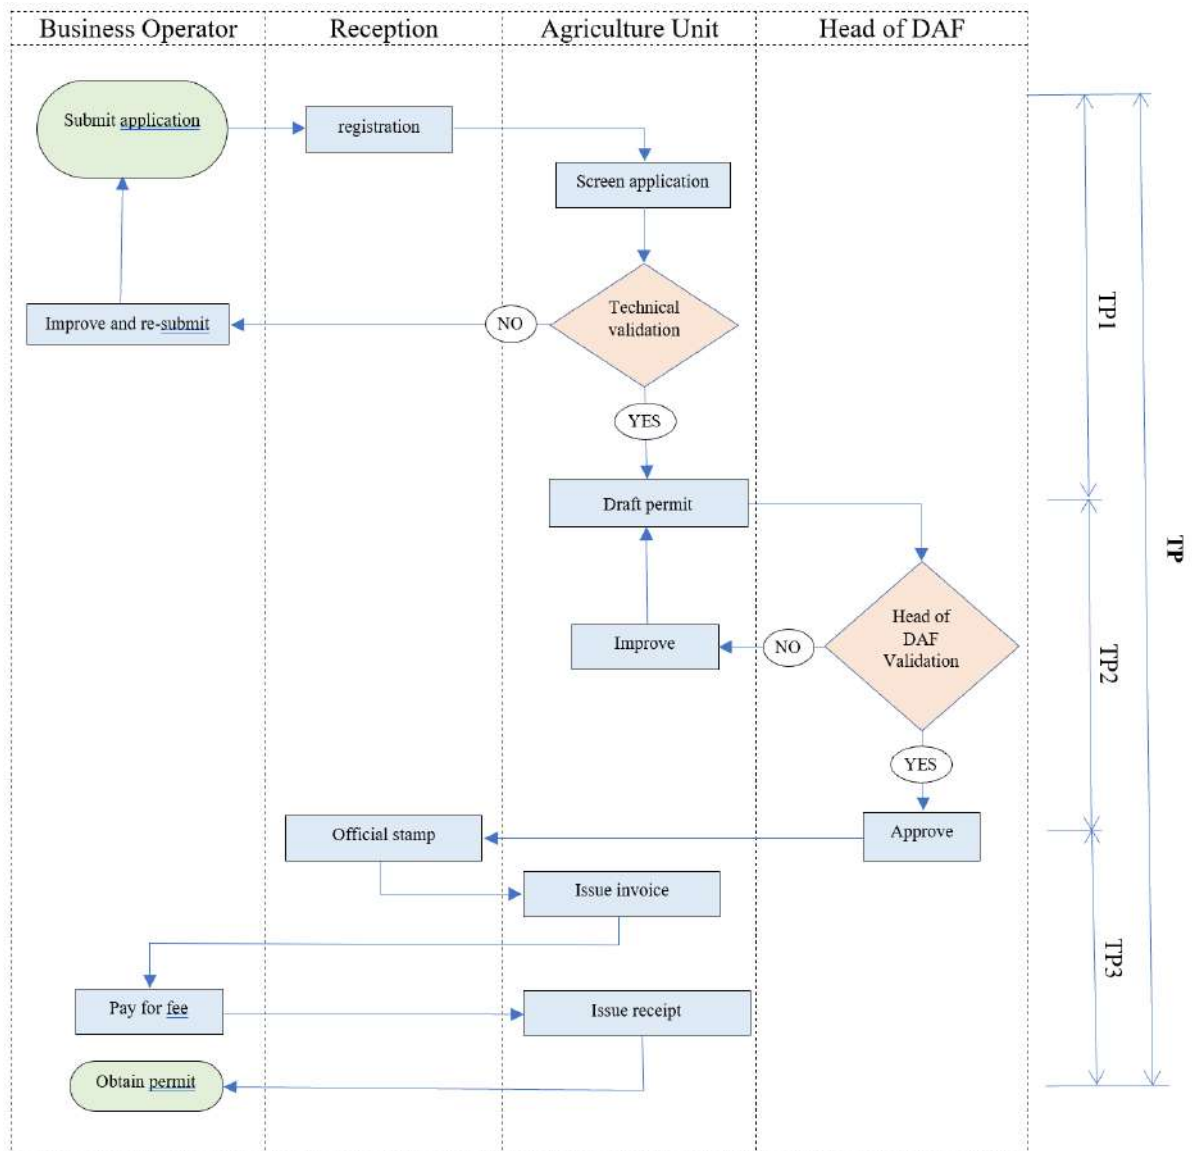 Business Operator
Reception
Agriculture Unit
Head of DAF
Submit application
registration
Screen application
Technical
validation
NO
Improve and re-submit
YES
TP1
Draft permit
TP
Head of
DAF
Validation
NO
Improve
TP2
YES
Approve
Official stamp
Issue invoice
TP3
Pay for fee
Issue receipt
Obtain permit